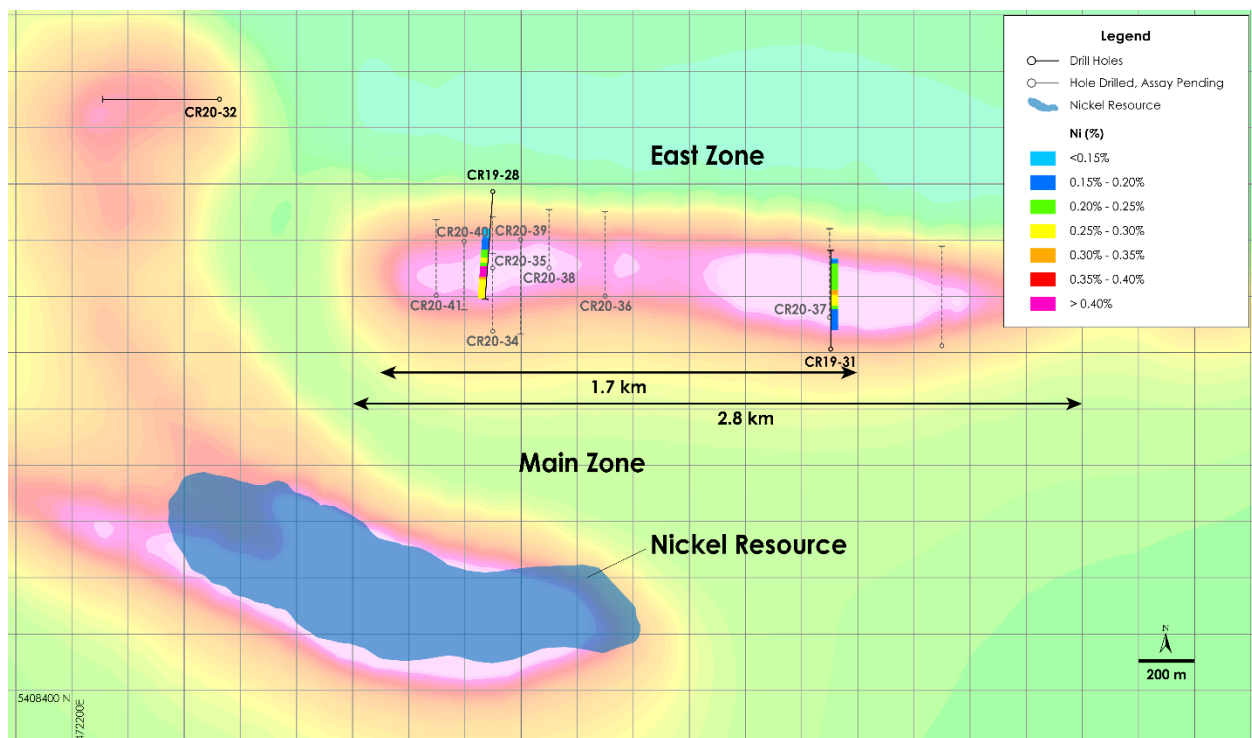 Legend
Drill Holes
Hole Drilled, Assay Pending
Nickel Resource
Ni (%)
<0.15%
0.15% - 0.20%
0.20% - 0.25%
0.25% - 0.30%
0.30% - 0.35%
0.35% - 0.40%
> 0.40%
CR20-32
East Zone
CR19-28
CR20-40
CR20-39
CR20-35
CR20-38
CR20-41
CR20-36
CR20-37
CR20-34
CR19-31
1.7 km
2.8 km
Main Zone
Nickel Resource
N
200 m
5408400 N
472200E